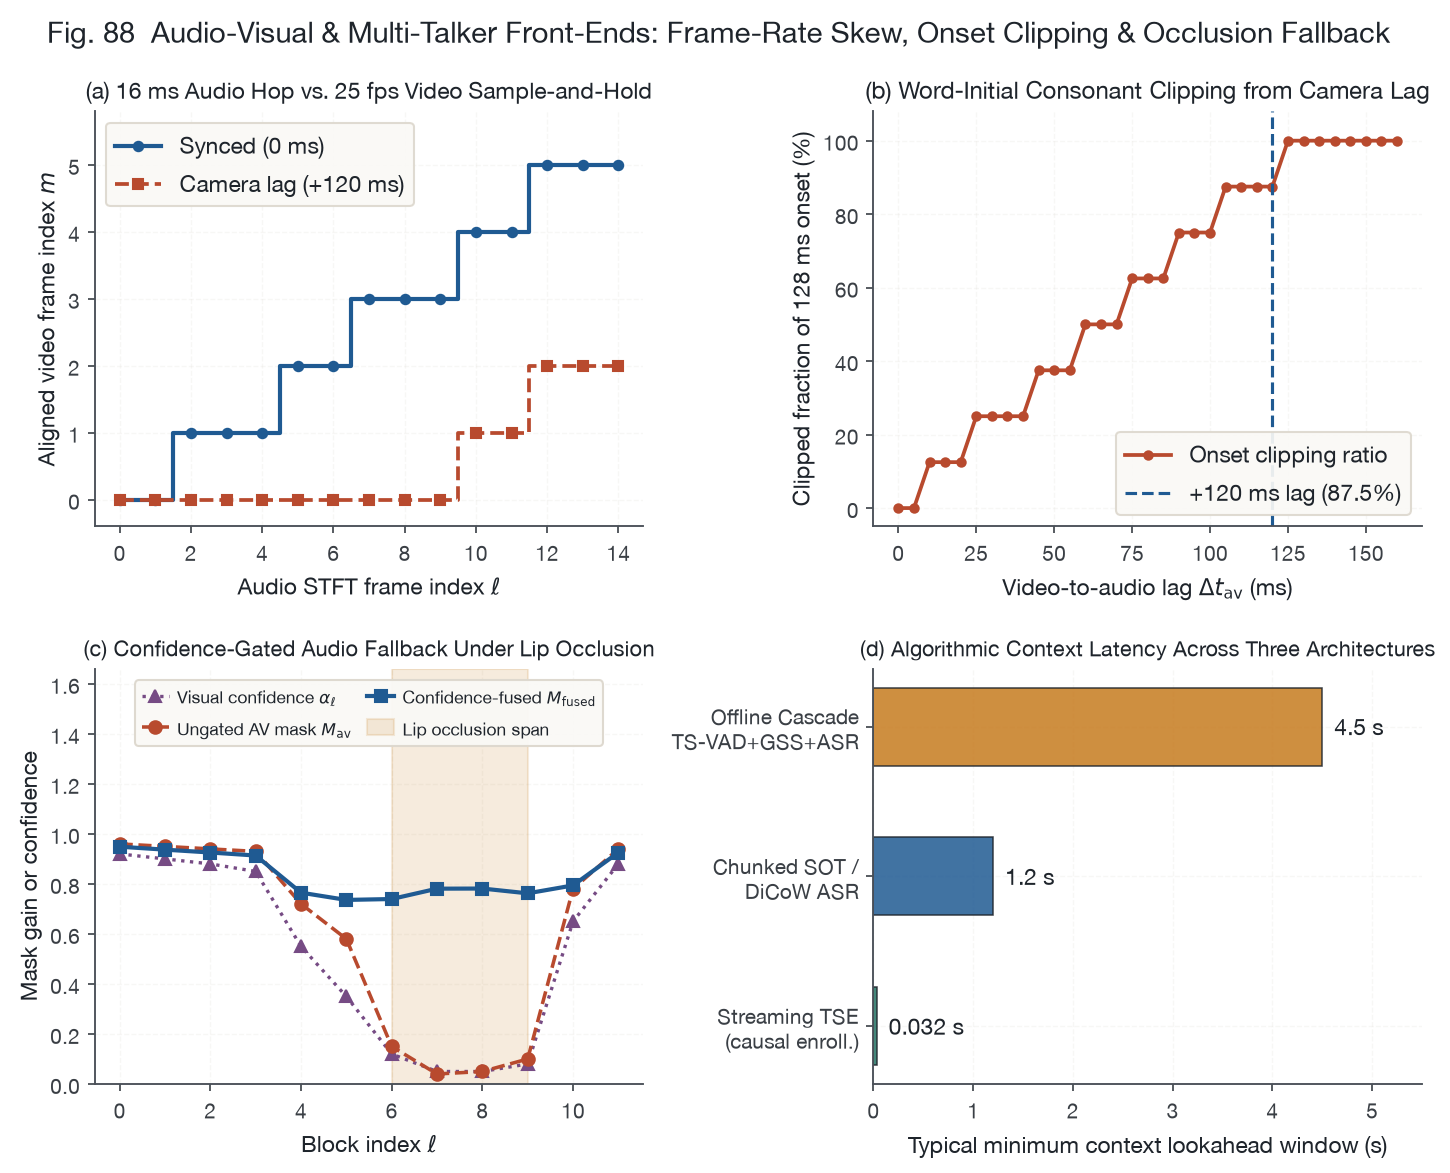 Fig. 88  Audio-Visual & Multi-Talker Front-Ends: Frame-Rate Skew, Onset Clipping & Occlusion Fallback
(a) 16 ms Audio Hop vs. 25 fps Video Sample-and-Hold
Synced (0 ms)
Camera lag (+120 ms)
Aligned video frame index m
5
4
3
2
1
0
0 2 4 6 8 10 12 14
Audio STFT frame index ℓ
(b) Word-Initial Consonant Clipping from Camera Lag
Clipped fraction of 128 ms onset (%)
100
80
60
40
20
0
Onset clipping ratio
+120 ms lag (87.5%)
0 25 50 75 100 125 150
Video-to-audio lag Δt_av (ms)
(c) Confidence-Gated Audio Fallback Under Lip Occlusion
Visual confidence α_ℓ
Ungated AV mask M_av
Confidence-fused M_fused
Lip occlusion span
Mask gain or confidence
1.6
1.4
1.2
1.0
0.8
0.6
0.4
0.2
0.0
0 2 4 6 8 10
Block index ℓ
(d) Algorithmic Context Latency Across Three Architectures
Offline Cascade
TS-VAD+GSS+ASR
4.5 s
Chunked SOT /
DiCoW ASR
1.2 s
Streaming TSE
(causal enroll.)
0.032 s
0 1 2 3 4 5
Typical minimum context lookahead window (s)